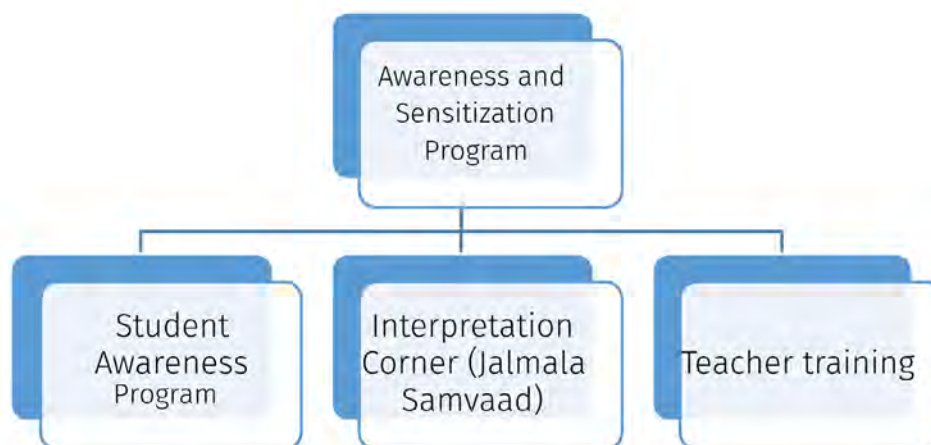 Awareness and
Sensitization
Program
Student
Awareness
Program
Interpretation
Corner (Jalmala
Samvaad)
Teacher training